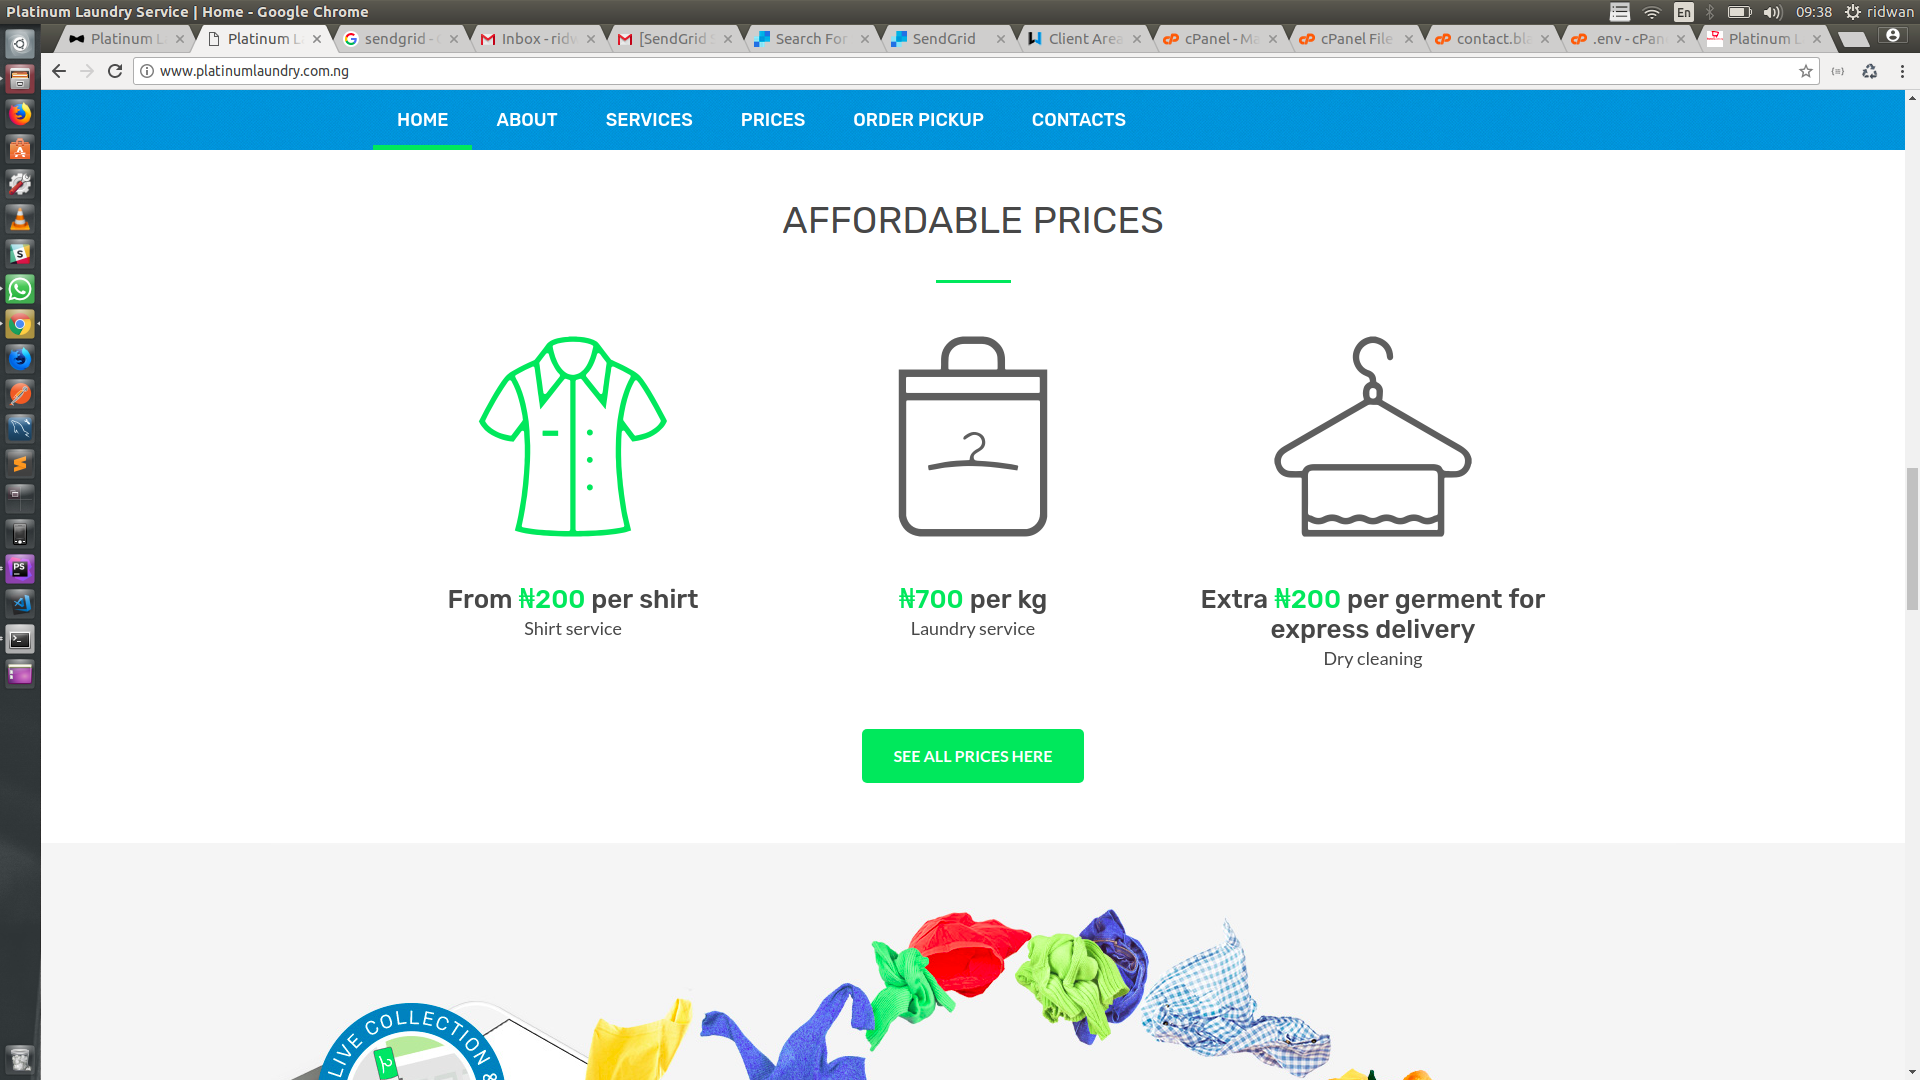 Platinum Laundry Service | Home - Google Chrome
En
09:38
ridwan
Platinum L
Platinum L
sendgrid -
Inbox - ridw
[SendGrid
Search For
SendGrid
Client Area
cPanel - Ma
cPanel File
contact.bla
.env - cPan
Platinum L
www.platinumlaundry.com.ng
HOME
ABOUT
SERVICES
PRICES
ORDER PICKUP
CONTACTS
AFFORDABLE PRICES
From ₦200 per shirt
Shirt service
₦700 per kg
Laundry service
Extra ₦200 per germent for
express delivery
Dry cleaning
SEE ALL PRICES HERE
LIVE COLLECTION &
2
PS
S